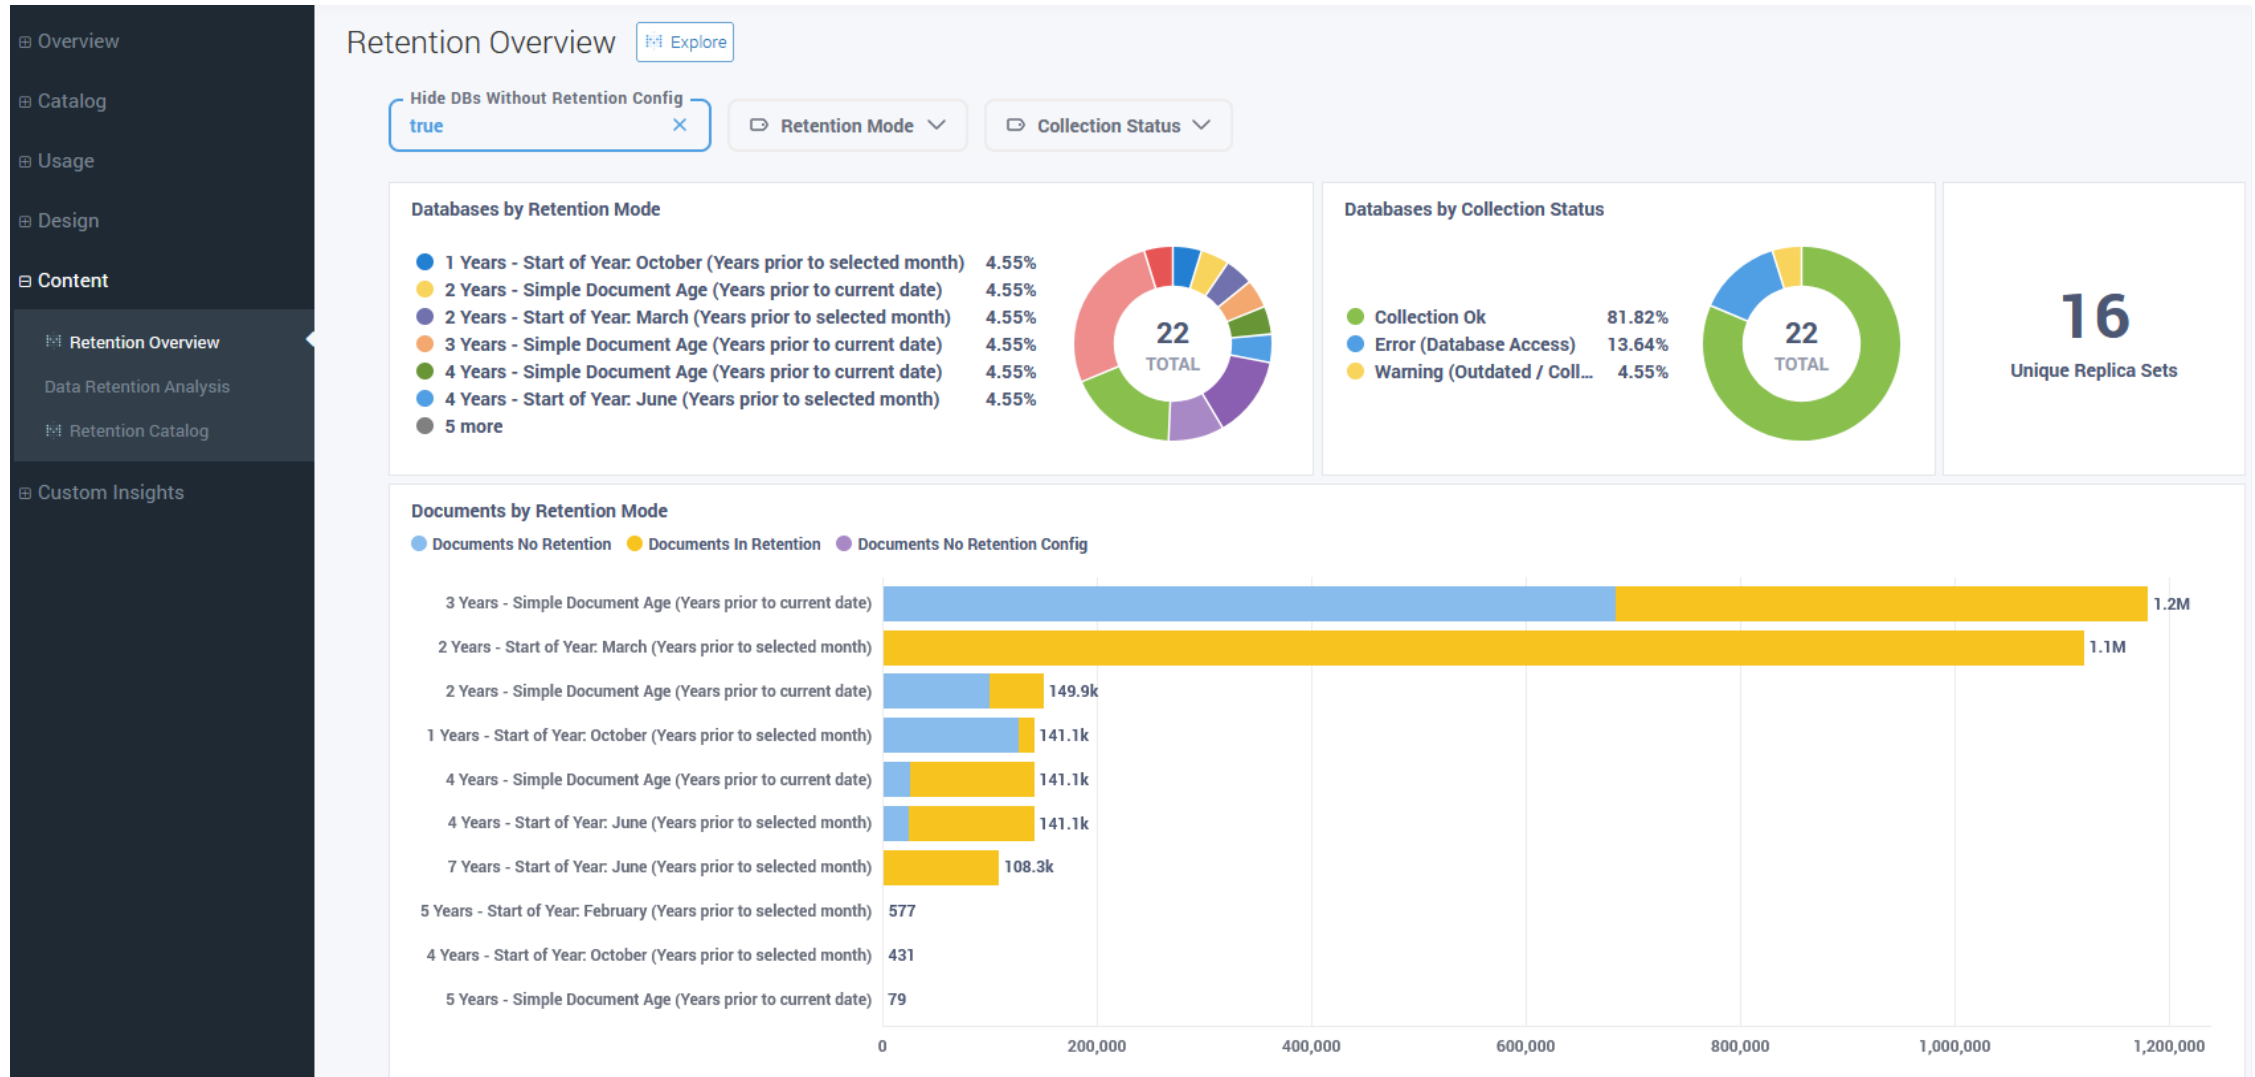 Overview
Catalog
Usage
Design
Content
Retention Overview
Data Retention Analysis
Retention Catalog
Custom Insights
Retention Overview
Explore
Hide DBs Without Retention Config
true
Retention Mode
Collection Status
Databases by Retention Mode
1 Years - Start of Year: October (Years prior to selected month) 4.55%
2 Years - Simple Document Age (Years prior to current date) 4.55%
2 Years - Start of Year: March (Years prior to selected month) 4.55%
3 Years - Simple Document Age (Years prior to current date) 4.55%
4 Years - Simple Document Age (Years prior to current date) 4.55%
4 Years - Start of Year: June (Years prior to selected month) 4.55%
5 more
22
TOTAL
Databases by Collection Status
Collection Ok 81.82%
Error (Database Access) 13.64%
Warning (Outdated / Coll... 4.55%
22
TOTAL
16
Unique Replica Sets
Documents by Retention Mode
Documents No Retention Documents In Retention Documents No Retention Config
3 Years - Simple Document Age (Years prior to current date) 1.2M
2 Years - Start of Year: March (Years prior to selected month) 1.1M
2 Years - Simple Document Age (Years prior to current date) 149.9k
1 Years - Start of Year: October (Years prior to selected month) 141.1k
4 Years - Simple Document Age (Years prior to current date) 141.1k
4 Years - Start of Year: June (Years prior to selected month) 141.1k
7 Years - Start of Year: June (Years prior to selected month) 108.3k
5 Years - Start of Year: February (Years prior to selected month) 577
4 Years - Start of Year: October (Years prior to selected month) 431
5 Years - Simple Document Age (Years prior to current date) 79
0 200,000 400,000 600,000 800,000 1,000,000 1,200,000